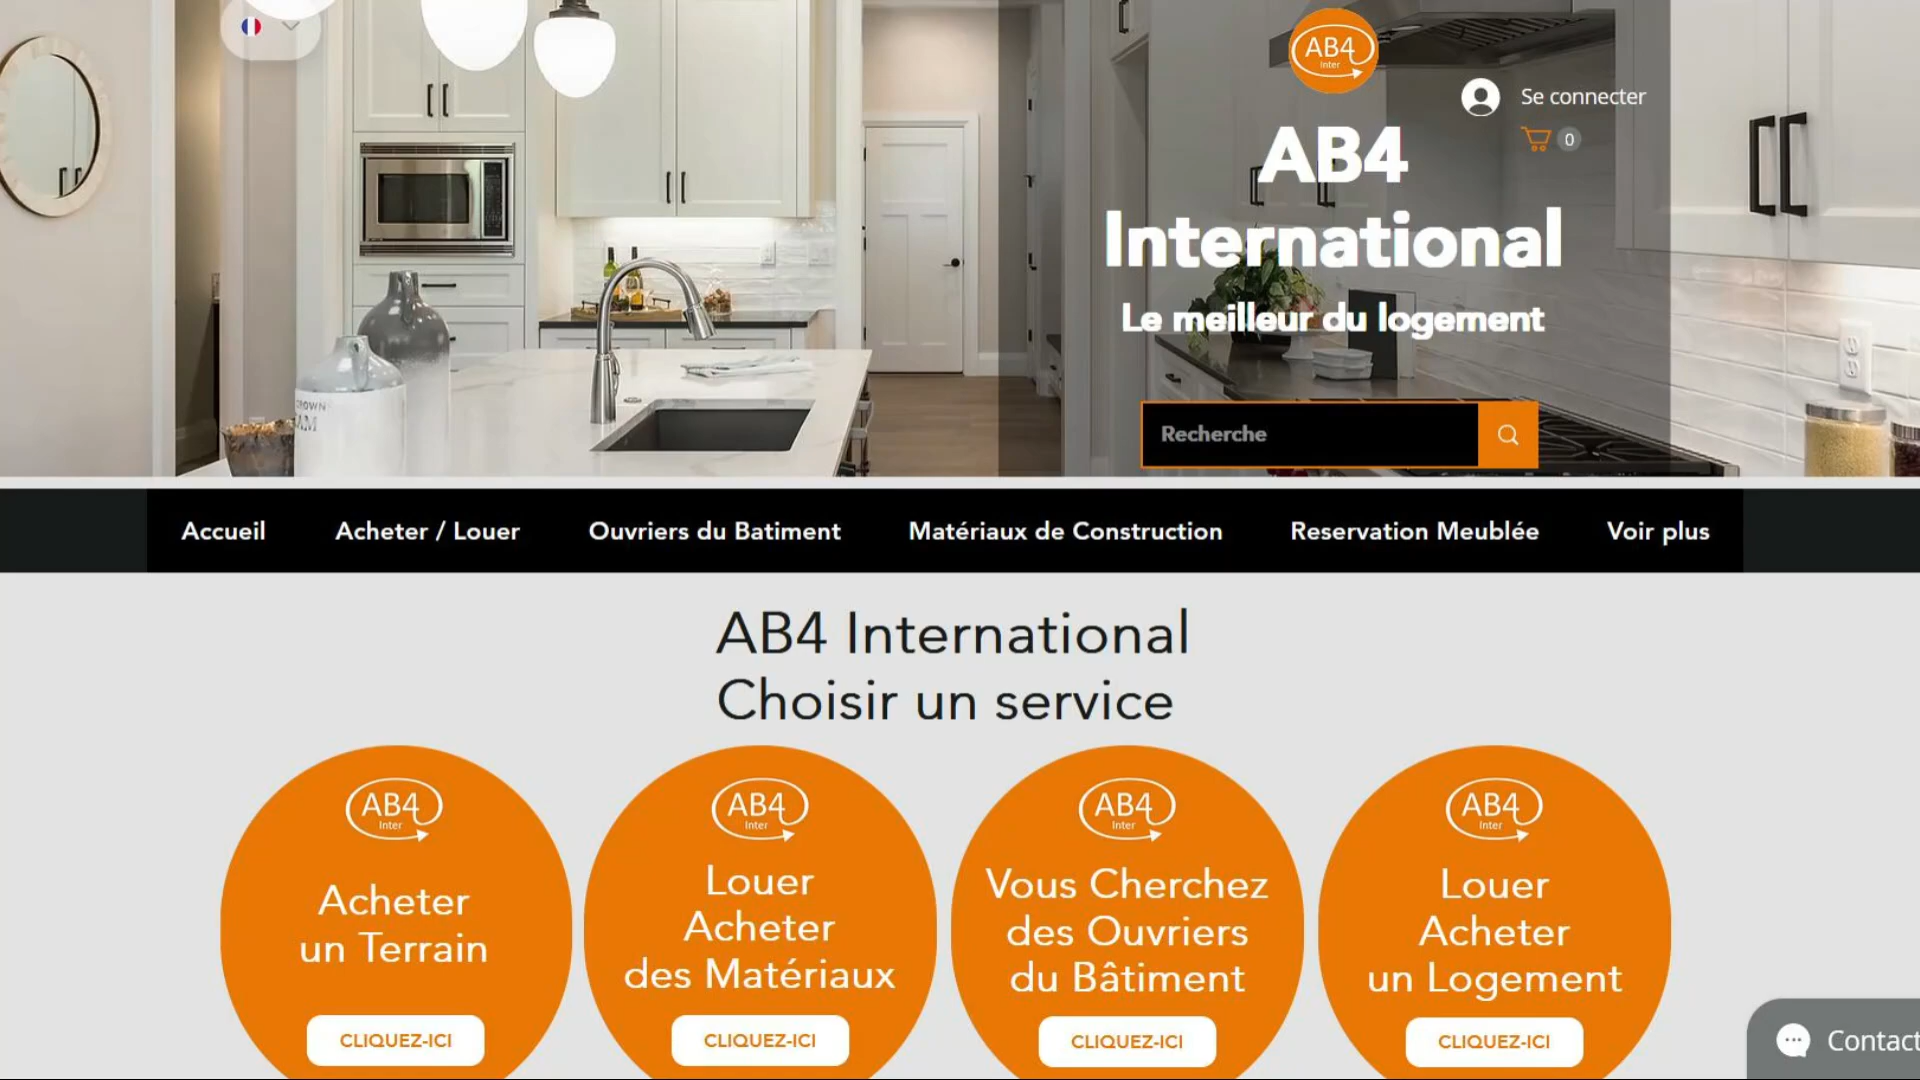 AB4
Inter
Se connecter
0
AB4
International
Le meilleur du logement
Recherche
Accueil
Acheter / Louer
Ouvriers du Batiment
Matériaux de Construction
Reservation Meublée
Voir plus
AB4 International
Choisir un service
AB4
Inter
Acheter
un Terrain
CLIQUEZ-ICI
AB4
Inter
Louer
Acheter
des Matériaux
CLIQUEZ-ICI
AB4
Inter
Vous Cherchez
des Ouvriers
du Bâtiment
CLIQUEZ-ICI
AB4
Inter
Louer
Acheter
un Logement
CLIQUEZ-ICI
Contact